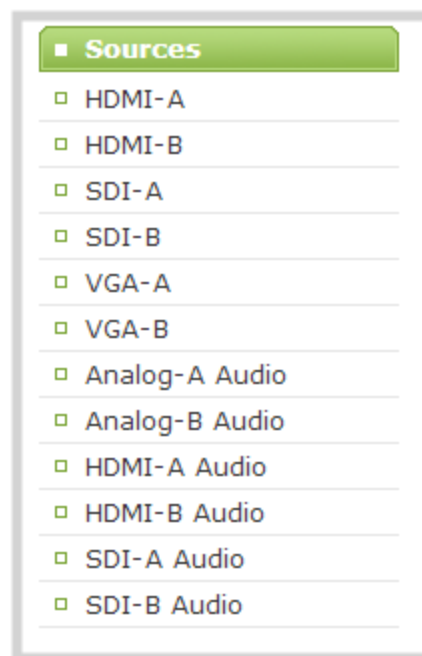 Sources
HDMI-A
HDMI-B
SDI-A
SDI-B
VGA-A
VGA-B
Analog-A Audio
Analog-B Audio
HDMI-A Audio
HDMI-B Audio
SDI-A Audio
SDI-B Audio